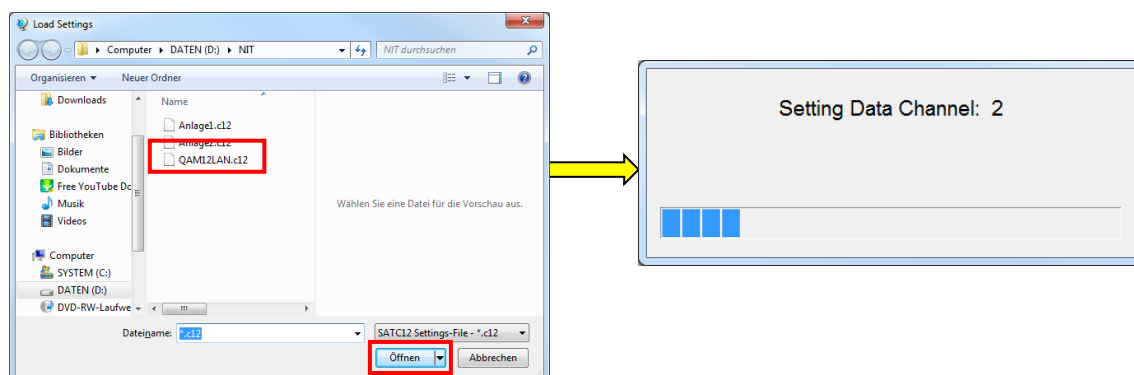 Load Settings
Computer ▸ DATEN (D:) ▸ NIT
NIT durchsuchen
Organisieren
Neuer Ordner
Downloads
Bibliotheken
Bilder
Dokumente
Free YouTube Dc
Musik
Videos
Computer
SYSTEM (C:)
DATEN (D:)
DVD-RW-Laufwe
Name
Anlage1.c12
Anlage2.c12
QAM12LAN.c12
Wählen Sie eine Datei für die Vorschau aus.
Dateiname: *.c12
SATC12 Settings-File - *.c12
Öffnen
Abbrechen
Setting Data Channel: 2